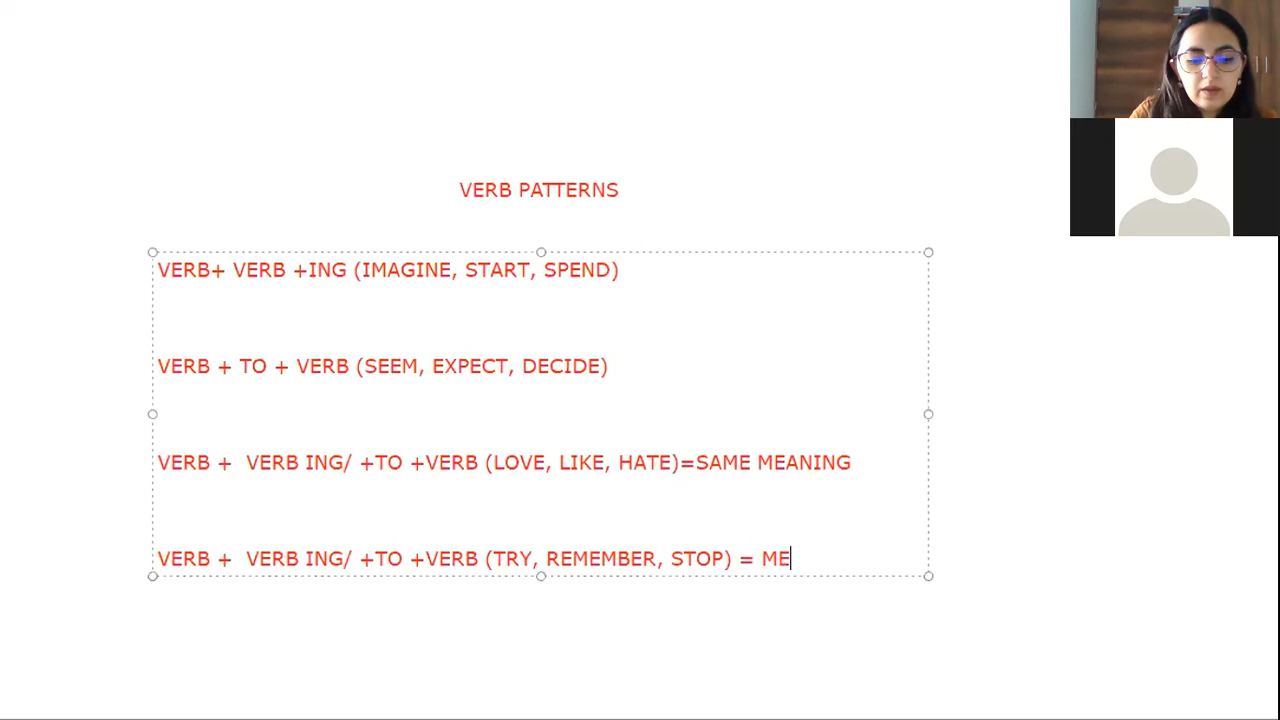 VERB PATTERNS
VERB+ VERB +ING (IMAGINE, START, SPEND)
VERB + TO + VERB (SEEM, EXPECT, DECIDE)
VERB +  VERB ING/ +TO +VERB (LOVE, LIKE, HATE)=SAME MEANING
VERB +  VERB ING/ +TO +VERB (TRY, REMEMBER, STOP) = ME